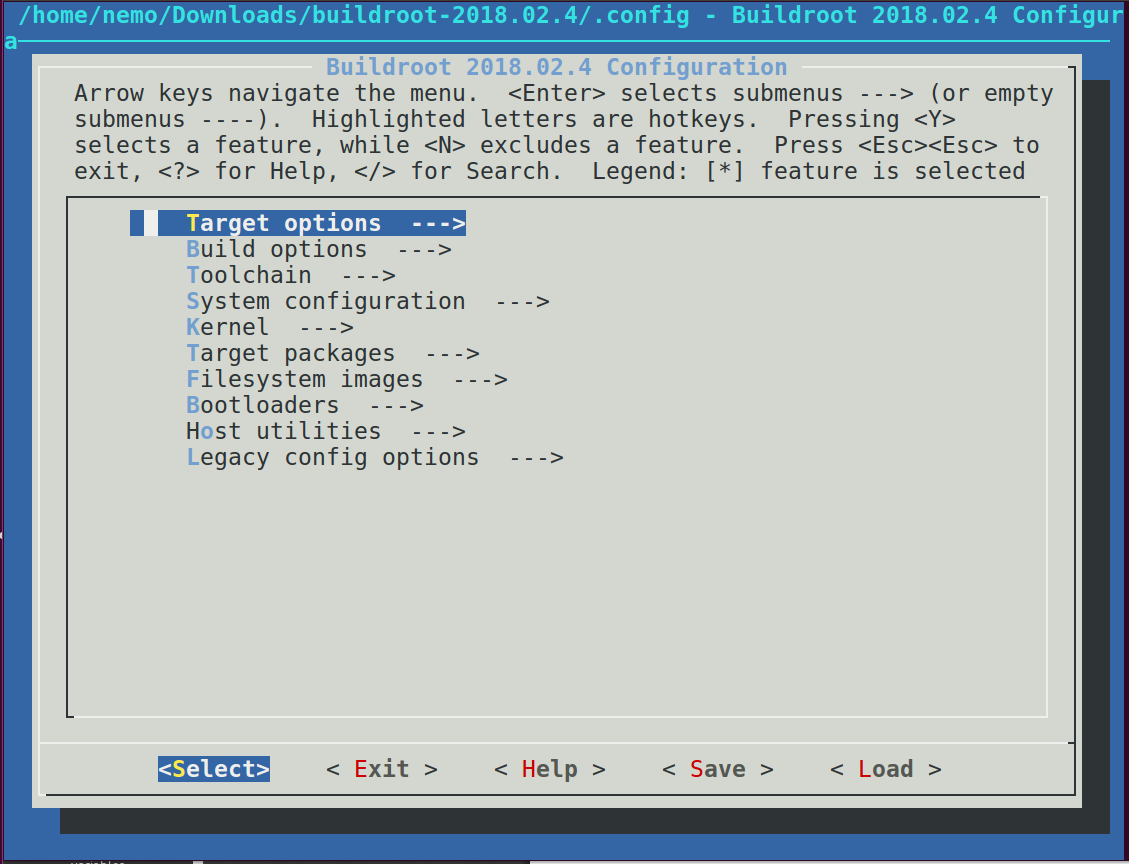 /home/nemo/Downloads/buildroot-2018.02.4/.config - Buildroot 2018.02.4 Configur
a
Buildroot 2018.02.4 Configuration
Arrow keys navigate the menu.  <Enter> selects submenus ---> (or empty
submenus ----).  Highlighted letters are hotkeys.  Pressing <Y>
selects a feature, while <N> excludes a feature.  Press <Esc><Esc> to
exit, <?> for Help, </> for Search.  Legend: [*] feature is selected
Target options  --->
Build options  --->
Toolchain  --->
System configuration  --->
Kernel  --->
Target packages  --->
Filesystem images  --->
Bootloaders  --->
Host utilities  --->
Legacy config options  --->
<Select>    < Exit >    < Help >    < Save >    < Load >